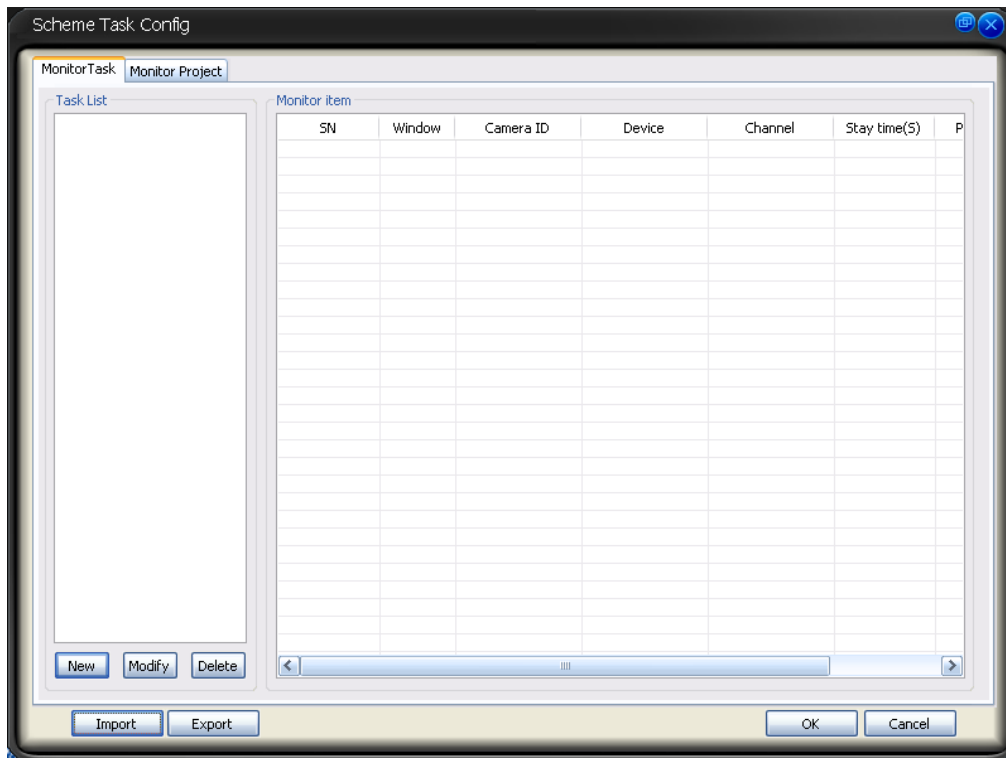 Scheme Task Config
MonitorTask Monitor Project
Task List Monitor item
SN Window Camera ID Device Channel Stay time(S) P
New Modify Delete
Import Export OK Cancel